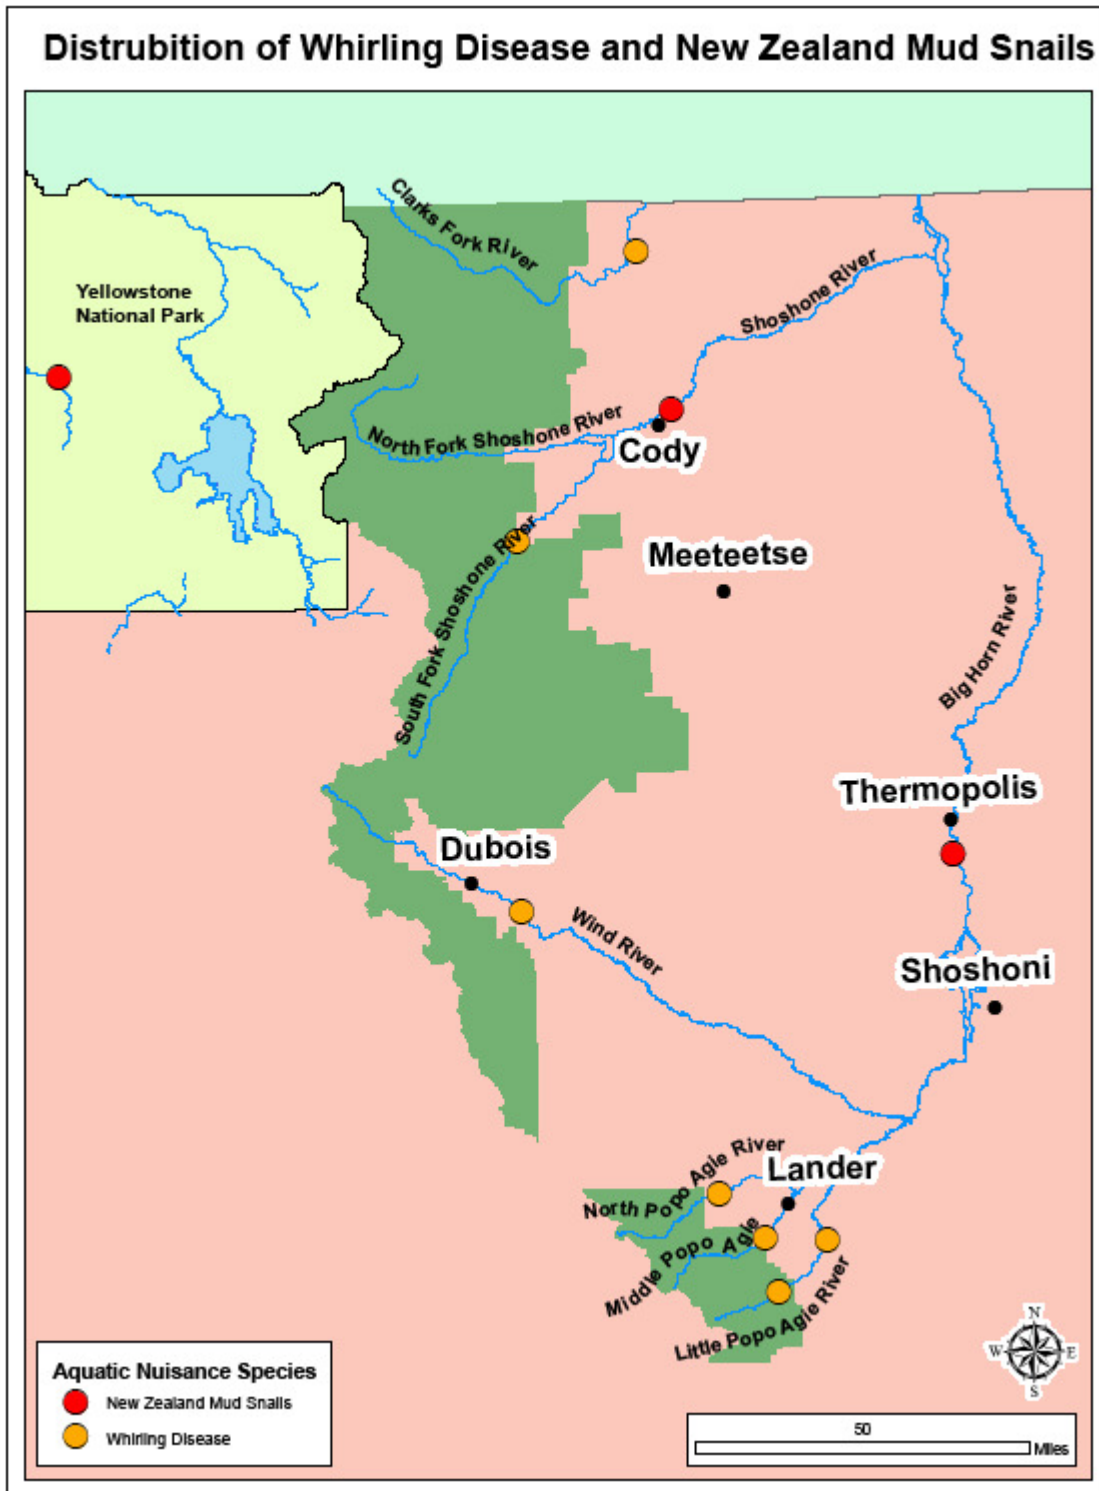 Distrubition of Whirling Disease and New Zealand Mud Snails
Clarks Fork River
Yellowstone
National Park
Shoshone River
North Fork Shoshone River
Cody
South Fork Shoshone River
Meeteetse
Big Horn River
Thermopolis
Dubois
Wind River
Shoshoni
North Popo Agie River
Lander
Middle Popo Agie
Little Popo Agie River
N
W
E
S
Aquatic Nuisance Species
New Zealand Mud Snails
Whirling Disease
50
Miles